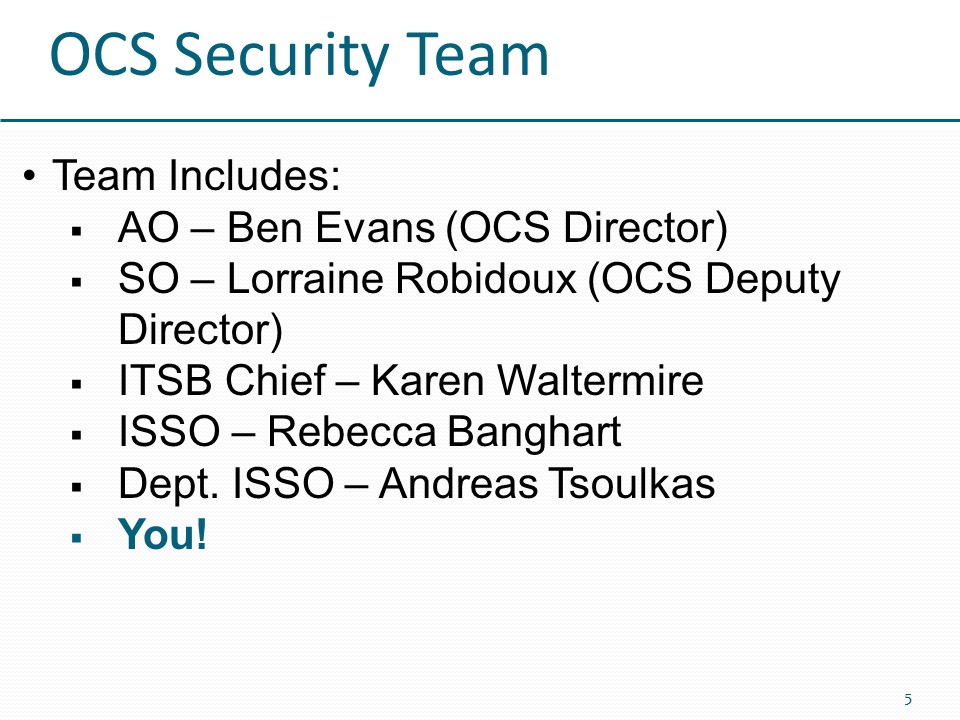 OCS Security Team
• Team Includes:
▪ AO – Ben Evans (OCS Director)
▪ SO – Lorraine Robidoux (OCS Deputy
Director)
▪ ITSB Chief – Karen Waltermire
▪ ISSO – Rebecca Banghart
▪ Dept. ISSO – Andreas Tsoulkas
▪ You!
5